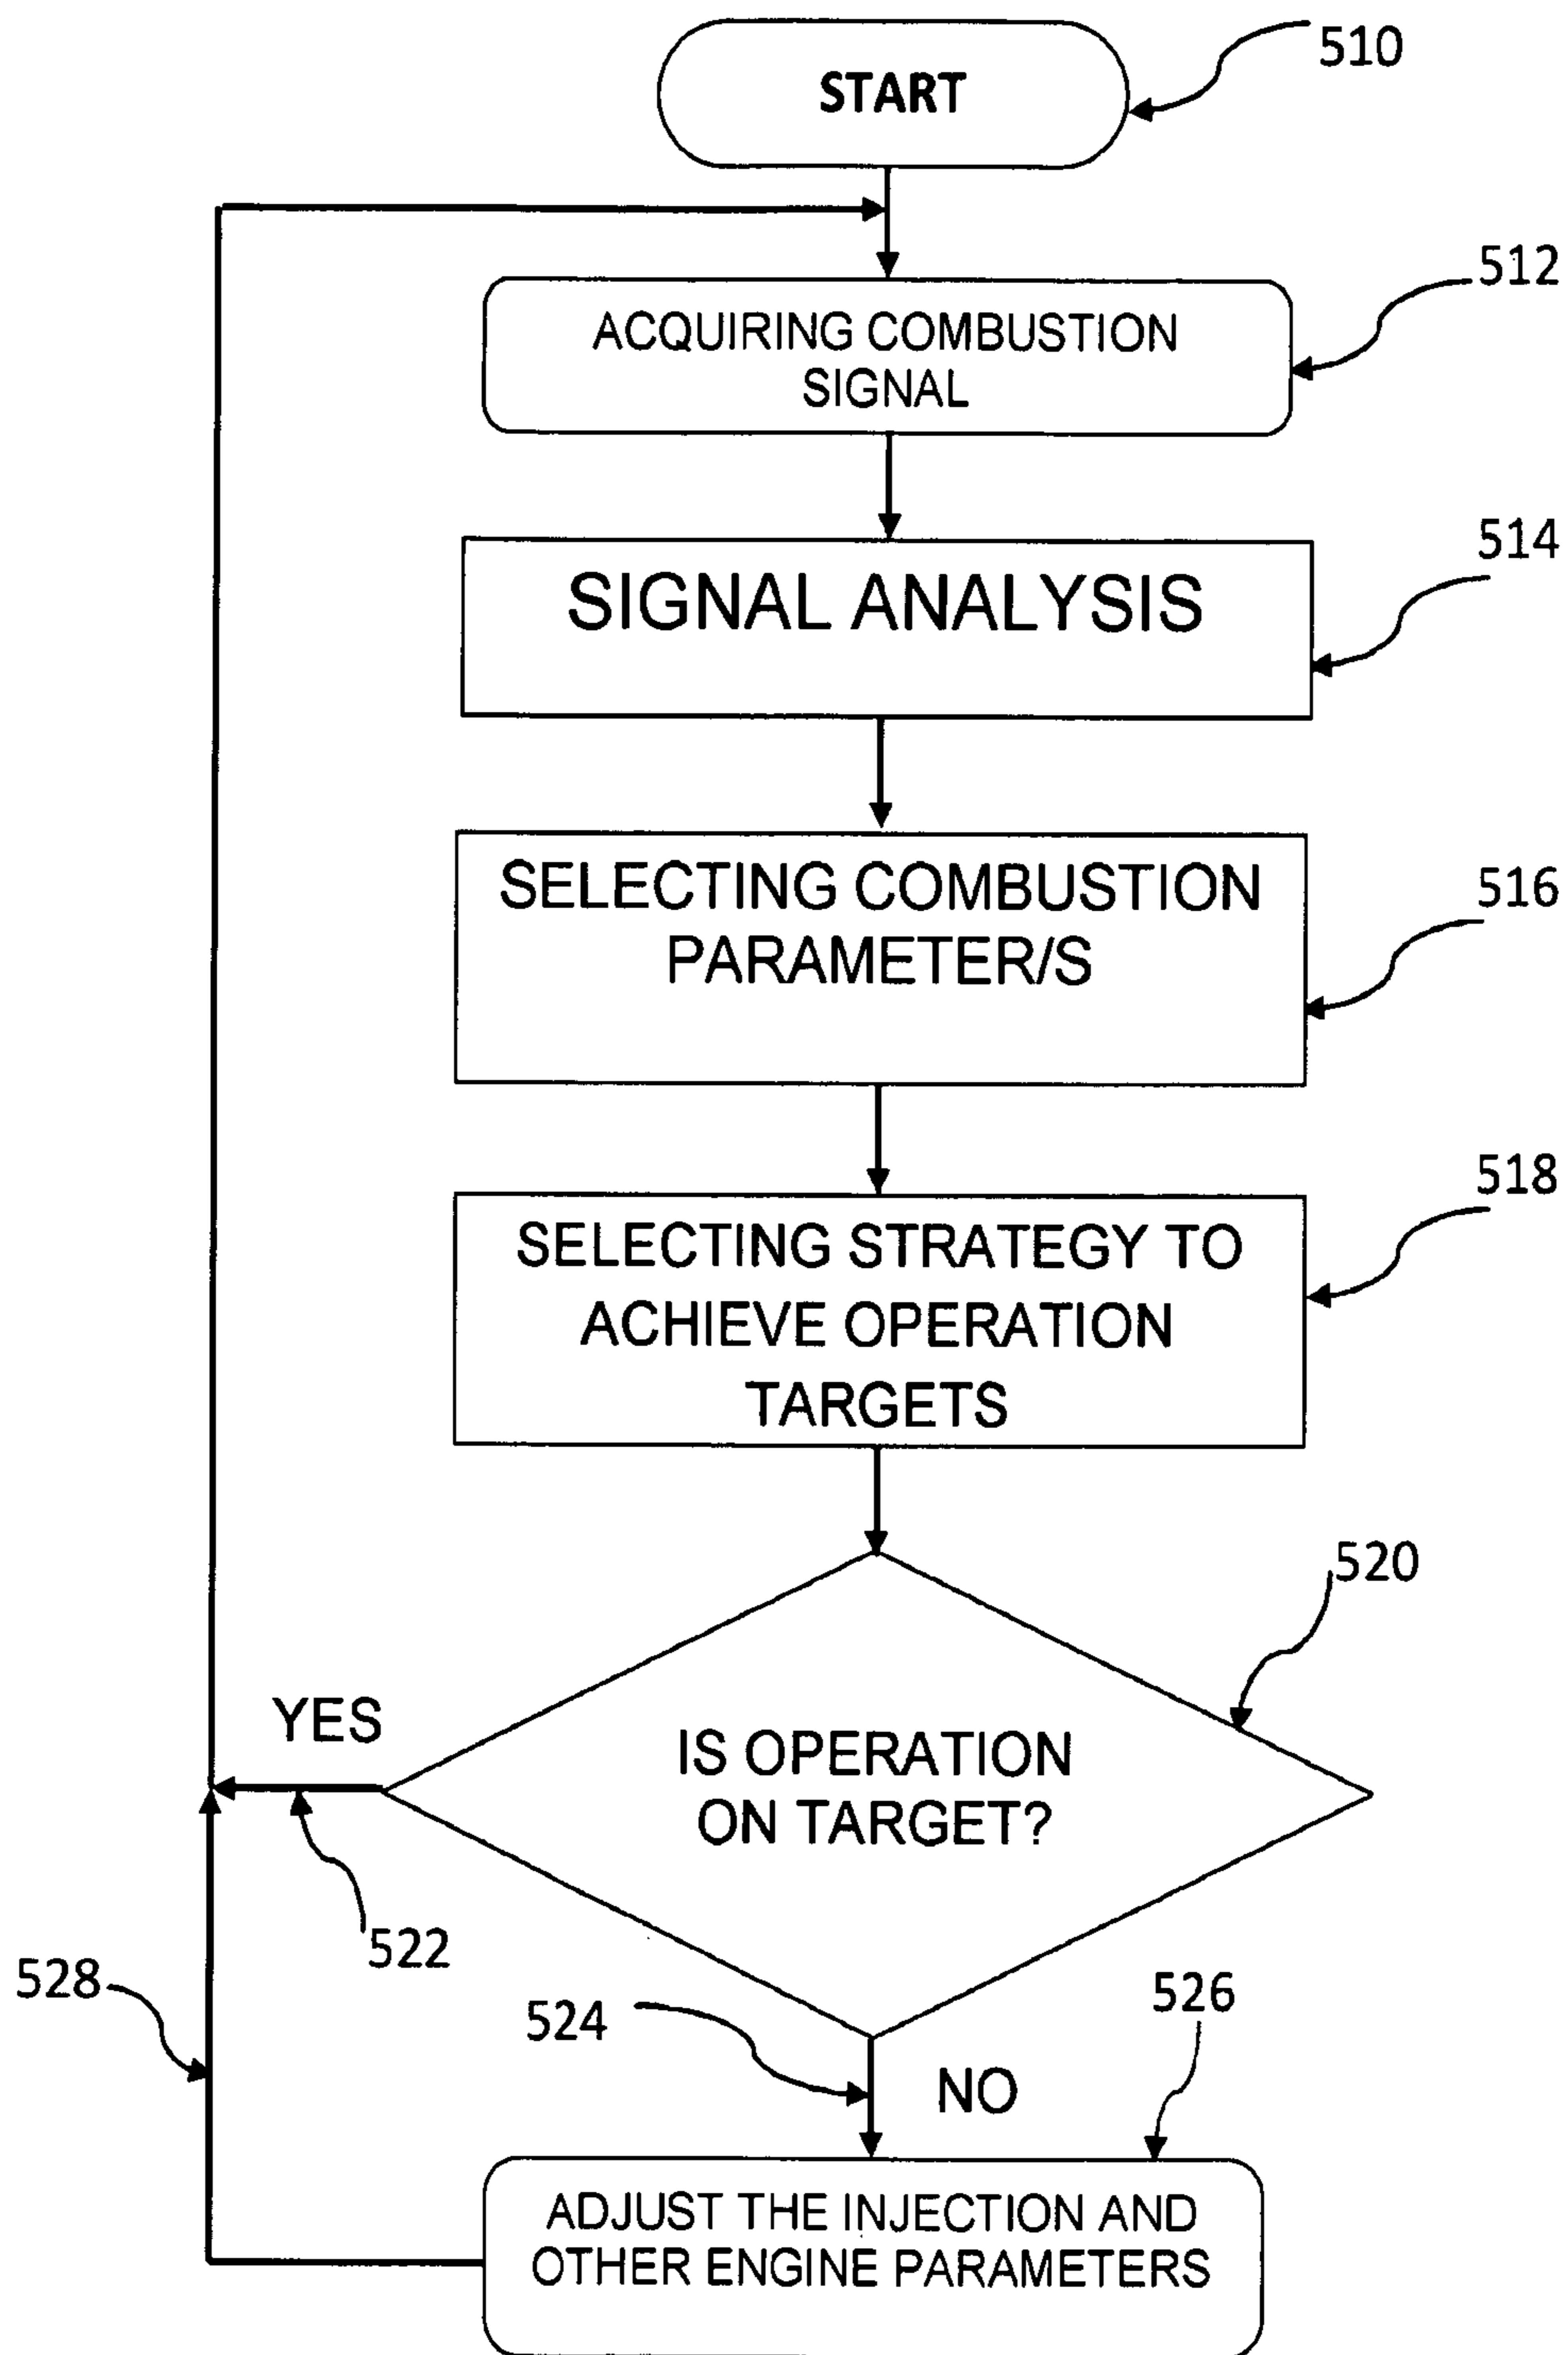 START
510
512
ACQUIRING COMBUSTION
SIGNAL
514
SIGNAL ANALYSIS
516
SELECTING COMBUSTION
PARAMETER/S
518
SELECTING STRATEGY TO
ACHIEVE OPERATION
TARGETS
520
YES
IS OPERATION
ON TARGET?
522
528
524
526
NO
ADJUST THE INJECTION AND
OTHER ENGINE PARAMETERS